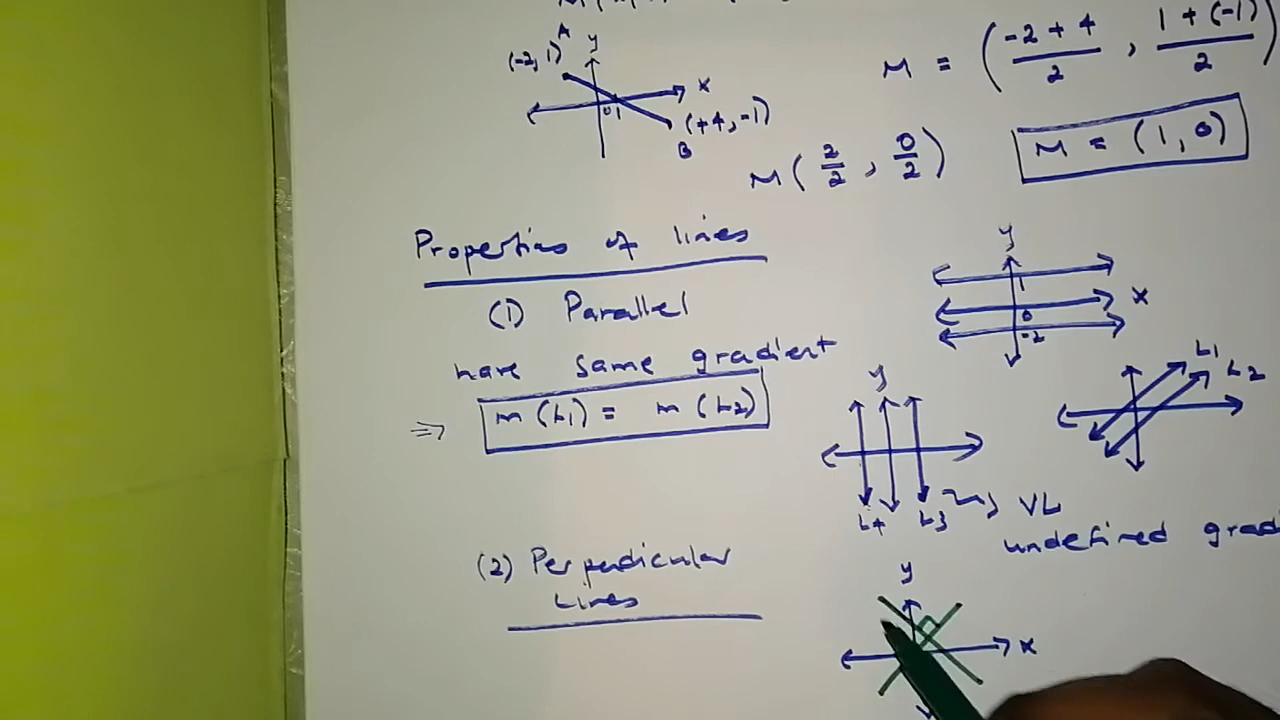 A
y
(-2, 1)
x
0 1
(+4, -1)
B
M = (-2 + 4 / 2 , 1 + (-1) / 2)
M (2/2 , 0/2)
M = (1, 0)
Properties of lines
(1) Parallel
have same gradient
⇒ m (L1) = m (L2)
y
1
x
0
-2
L1
L2
y
L4
L3
VL
undefined
(2) Perpendicular
Lines
y
x